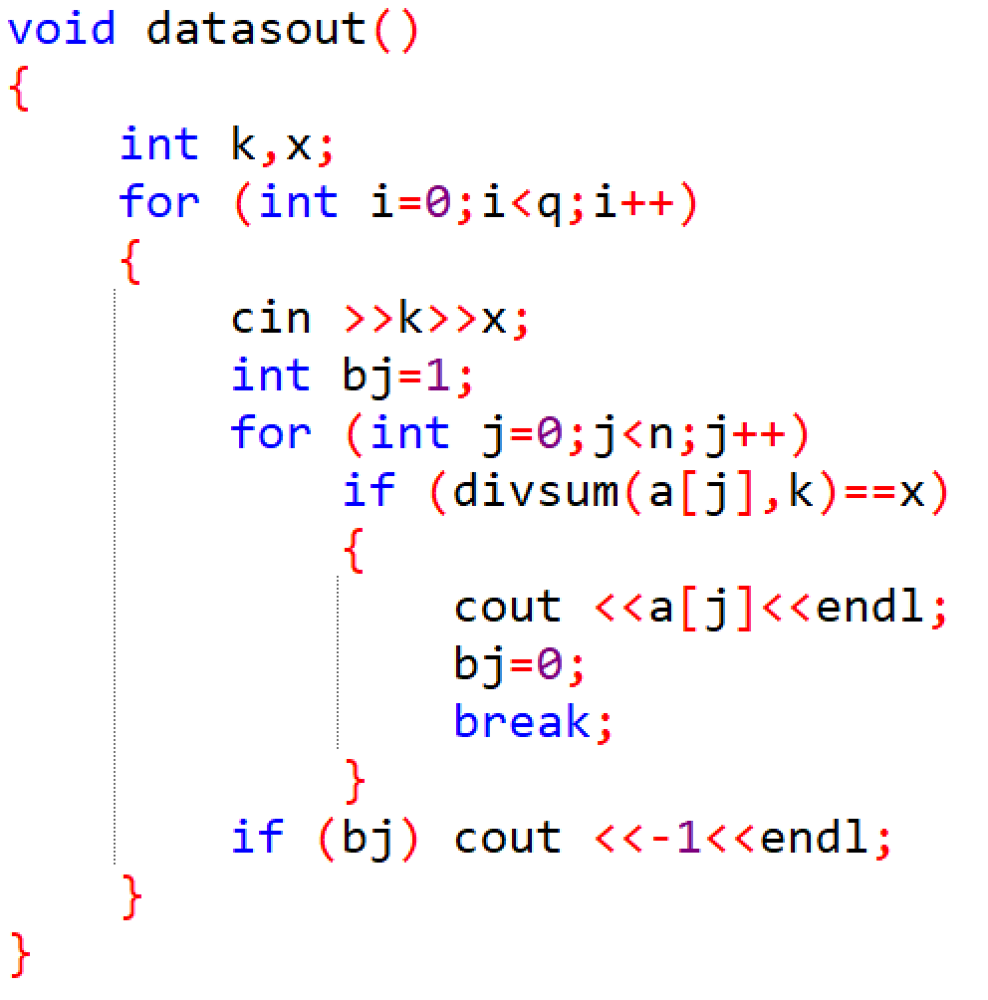 void datasout()
{
    int k,x;
    for (int i=0;i<q;i++)
    {
        cin >>k>>x;
        int bj=1;
        for (int j=0;j<n;j++)
            if (divsum(a[j],k)==x)
            {
                cout <<a[j]<<endl;
                bj=0;
                break;
            }
        if (bj) cout <<-1<<endl;
    }
}